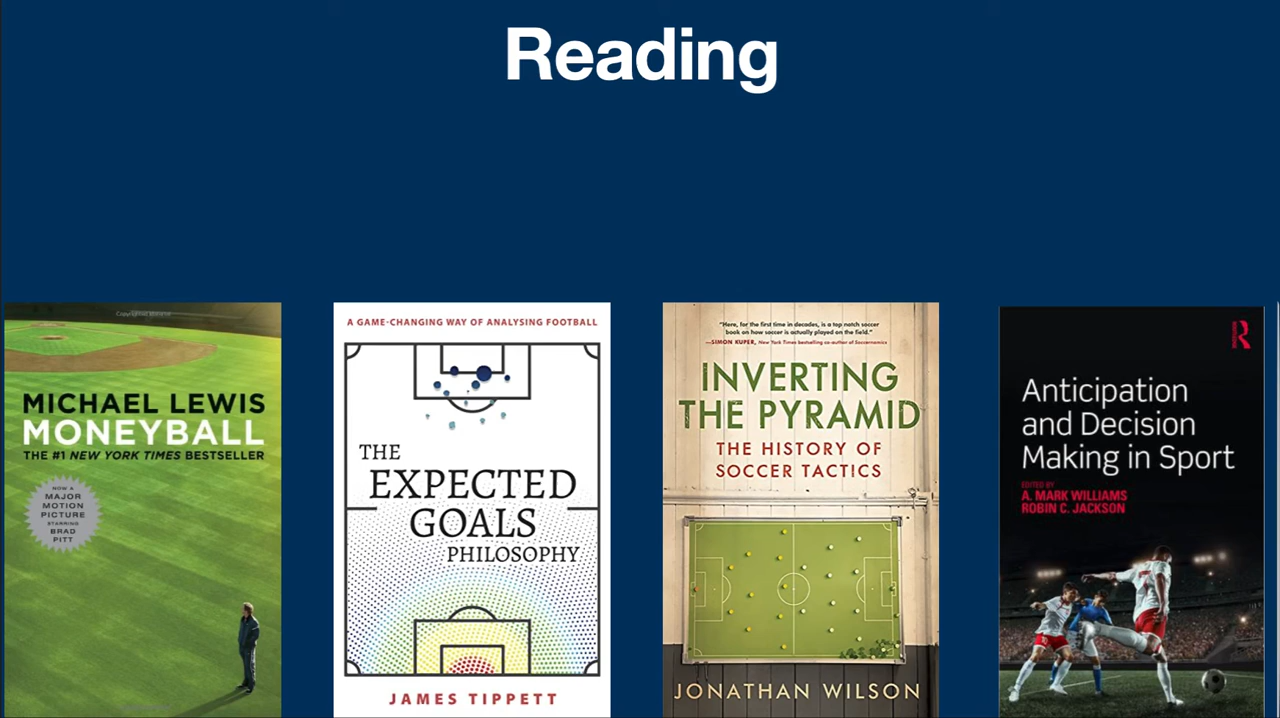 Reading
MICHAEL LEWIS
MONEYBALL
THE #1 NEW YORK TIMES BESTSELLER
NOW A
MAJOR
MOTION
PICTURE
STARRING
BRAD
PITT
A GAME-CHANGING WAY OF ANALYSING FOOTBALL
THE
EXPECTED
GOALS
PHILOSOPHY
JAMES TIPPETT
"Here, for the first time in decades, is a top notch soccer
book on how soccer is actually played on the field."
—SIMON KUPER, New York Times bestselling co-author of Soccernomics
INVERTING
THE PYRAMID
THE HISTORY OF
SOCCER TACTICS
JONATHAN WILSON
R
Anticipation
and Decision
Making in Sport
EDITED BY
A. MARK WILLIAMS
ROBIN C. JACKSON